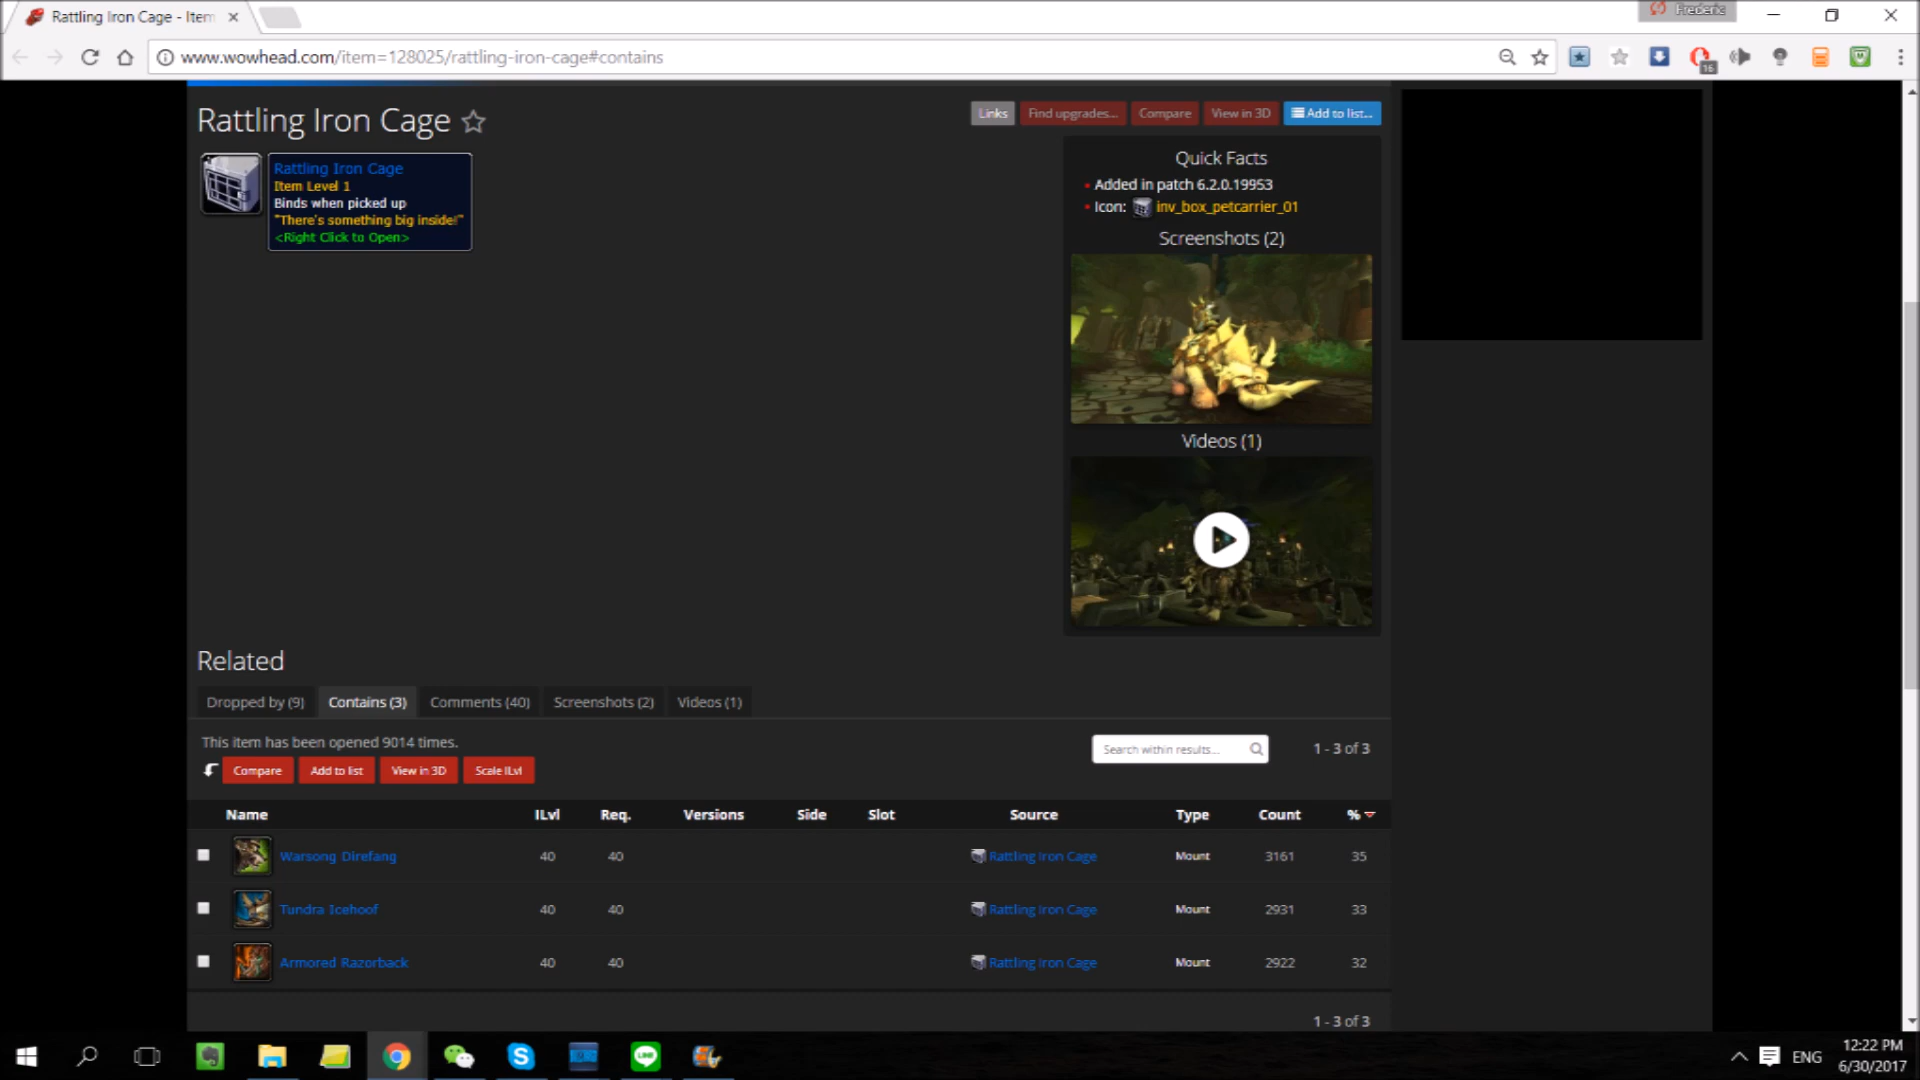 Rattling Iron Cage - Item
Frederic
www.wowhead.com/item=128025/rattling-iron-cage#contains
16
Rattling Iron Cage
Links
Find upgrades...
Compare
View in 3D
Add to list...
Rattling Iron Cage
Item Level 1
Binds when picked up
"There's something big inside!"
<Right Click to Open>
Quick Facts
Added in patch 6.2.0.19953
Icon: inv_box_petcarrier_01
Screenshots (2)
Videos (1)
Related
Dropped by (9)
Contains (3)
Comments (40)
Screenshots (2)
Videos (1)
This item has been opened 9014 times.
Search within results...
1 - 3 of 3
Compare
Add to list
View in 3D
Scale ILvl
Name ILvl Req. Versions Side Slot Source Type Count %
Warsong Direfang 40 40 Rattling Iron Cage Mount 3161 35
Tundra Icehoof 40 40 Rattling Iron Cage Mount 2931 33
Armored Razorback 40 40 Rattling Iron Cage Mount 2922 32
1 - 3 of 3
LINE
ENG
12:22 PM
6/30/2017